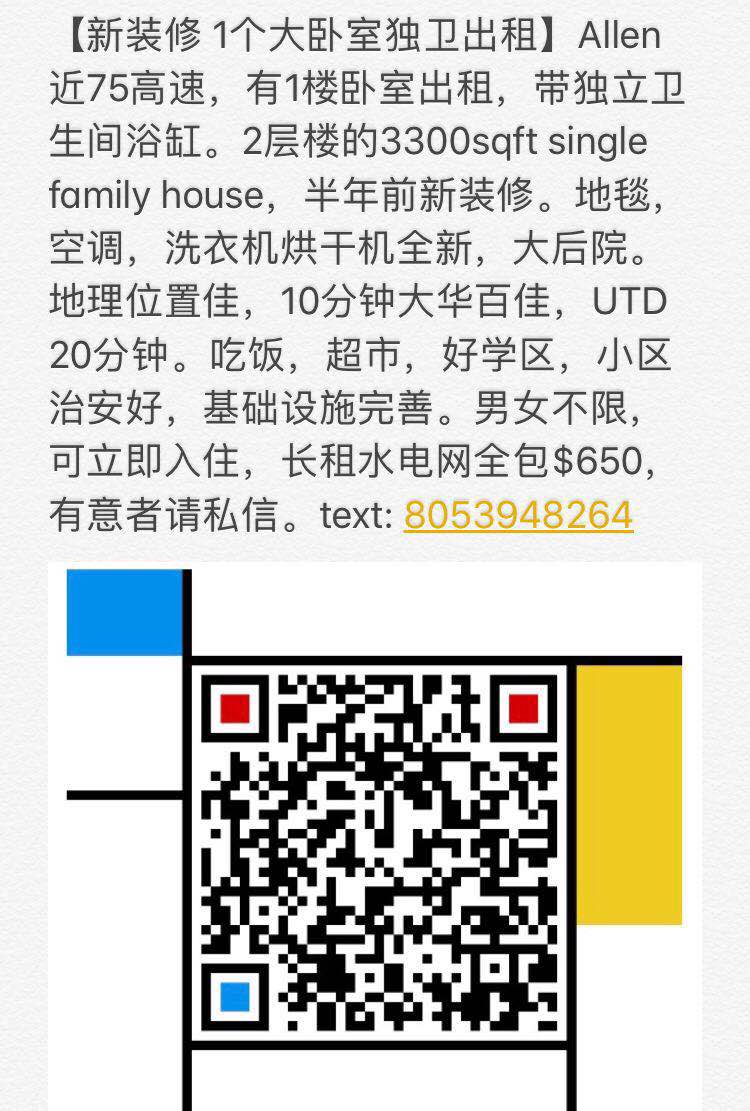 【新装修 1个大卧室独卫出租】Allen
近75高速，有1楼卧室出租，带独立卫
生间浴缸。2层楼的3300sqft single
family house，半年前新装修。地毯，
空调，洗衣机烘干机全新，大后院。
地理位置佳，10分钟大华百佳，UTD
20分钟。吃饭，超市，好学区，小区
治安好，基础设施完善。男女不限，
可立即入住，长租水电网全包$650，
有意者请私信。text: 8053948264